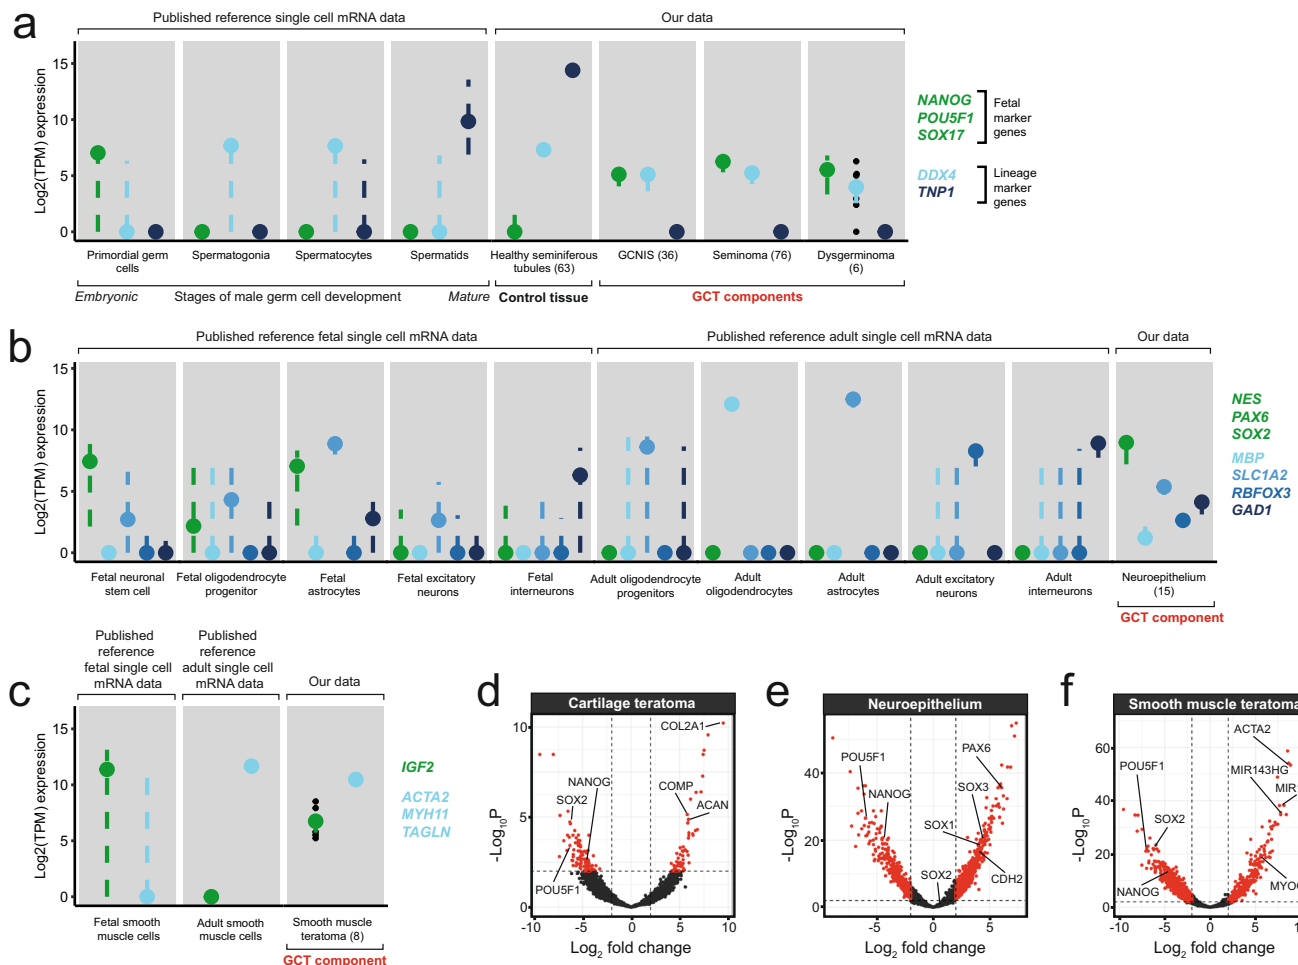 a
Published reference single cell mRNA data
Our data
Log2(TPM) expression
15
10
5
0
NANOG
POU5F1
SOX17
Fetal
marker
genes
DDX4
TNP1
Lineage
marker
genes
Primordial germ
cells
Spermatogonia
Spermatocytes
Spermatids
Healthy seminiferous
tubules (63)
GCNIS (36)
Seminoma (76)
Dysgerminoma
(6)
Embryonic
Stages of male germ cell development
Mature
Control tissue
GCT components
b
Published reference fetal single cell mRNA data
Published reference adult single cell mRNA data
Our data
Log2(TPM) expression
15
10
5
0
NES
PAX6
SOX2
MBP
SLC1A2
RBFOX3
GAD1
Fetal neuronal
stem cell
Fetal oligodendrocyte
progenitor
Fetal
astrocytes
Fetal excitatory
neurons
Fetal
interneurons
Adult oligodendrocyte
progenitors
Adult
oligodendrocytes
Adult
astrocytes
Adult excitatory
neurons
Adult
interneurons
Neuroepithelium
(15)
GCT component
c
Published
reference
fetal single cell
mRNA data
Published
reference
adult single cell
mRNA data
Our data
Log2(TPM) expression
15
10
5
0
IGF2
ACTA2
MYH11
TAGLN
Fetal smooth
muscle cells
Adult smooth
muscle cells
Smooth muscle
teratoma (8)
GCT component
d
Cartilage teratoma
-Log10P
10
5
0
COL2A1
NANOG
SOX2
COMP
ACAN
POU5F1
-10
-5
0
5
10
Log2 fold change
e
Neuroepithelium
-Log10P
40
20
0
POU5F1
PAX6
NANOG
SOX3
SOX1
SOX2
CDH2
-5
0
5
Log2 fold change
f
Smooth muscle teratoma
-Log10P
60
40
20
0
ACTA2
POU5F1
MIR143HG
SOX2
NANOG
-10
-5
0
5
Log2 fold change